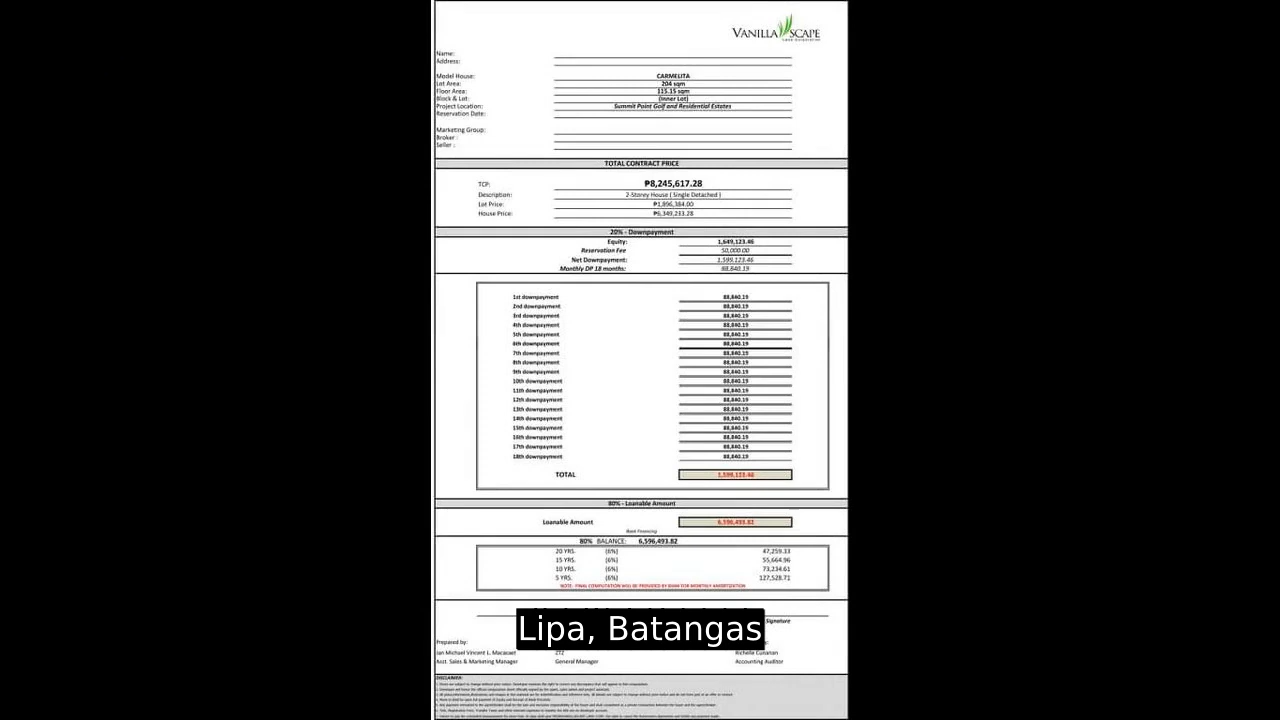 VANILLA SCAPE
Name:
Address:
Model House: CARMELITA
Lot Area: 204 sqm
Floor Area: 115.15 sqm
Block & Lot: (Inner Lot)
Project Location: Summit Point Golf and Residential Estates
Reservation Date:
Marketing Group:
Broker :
Seller :
TOTAL CONTRACT PRICE
TCP: ₱8,245,617.28
Description: 2-Storey House ( Single Detached )
Lot Price: ₱1,896,384.00
House Price: ₱6,349,233.28
20% - Downpayment
Equity: 1,649,123.46
Reservation Fee 50,000.00
Net Downpayment: 1,599,123.46
Monthly DP 18 months: 88,840.19
1st downpayment 88,840.19
2nd downpayment 88,840.19
3rd downpayment 88,840.19
4th downpayment 88,840.19
5th downpayment 88,840.19
6th downpayment 88,840.19
7th downpayment 88,840.19
8th downpayment 88,840.19
9th downpayment 88,840.19
10th downpayment 88,840.19
11th downpayment 88,840.19
12th downpayment 88,840.19
13th downpayment 88,840.19
14th downpayment 88,840.19
15th downpayment 88,840.19
16th downpayment 88,840.19
17th downpayment 88,840.19
18th downpayment 88,840.19
TOTAL 1,599,123.46
80% - Loanable Amount
Loanable Amount 6,596,493.82
Bank Financing
80% BALANCE: 6,596,493.82
20 YRS. (6%) 47,259.33
15 YRS. (6%) 55,664.96
10 YRS. (6%) 73,234.61
5 YRS. (6%) 127,528.71
NOTE: FINAL COMPUTATION WILL BE PROVIDED BY BANK FOR MONTHLY AMORTIZATION
Signature
Lipa, Batangas
Prepared by:
Jan Michael Vincent L. Macacaet ZTZ Richelle Cunanan
Acct. Sales & Marketing Manager General Manager Accounting Auditor
DISCLAIMER: